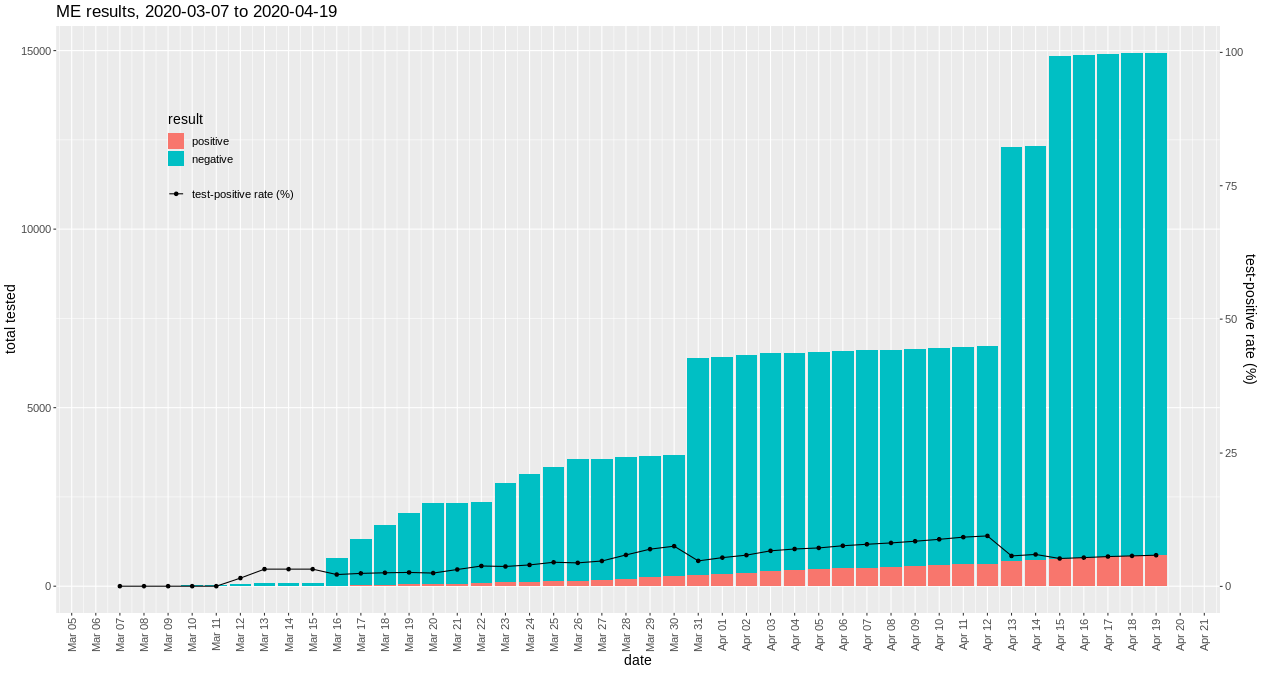 ME results, 2020-03-07 to 2020-04-19
15000
10000
5000
0
total tested
result
positive
negative
test-positive rate (%)
100
75
50
25
0
test-positive rate (%)
Mar 05
Mar 06
Mar 07
Mar 08
Mar 09
Mar 10
Mar 11
Mar 12
Mar 13
Mar 14
Mar 15
Mar 16
Mar 17
Mar 18
Mar 19
Mar 20
Mar 21
Mar 22
Mar 23
Mar 24
Mar 25
Mar 26
Mar 27
Mar 28
Mar 29
Mar 30
Mar 31
Apr 01
Apr 02
Apr 03
Apr 04
Apr 05
Apr 06
Apr 07
Apr 08
Apr 09
Apr 10
Apr 11
Apr 12
Apr 13
Apr 14
Apr 15
Apr 16
Apr 17
Apr 18
Apr 19
Apr 20
Apr 21
date